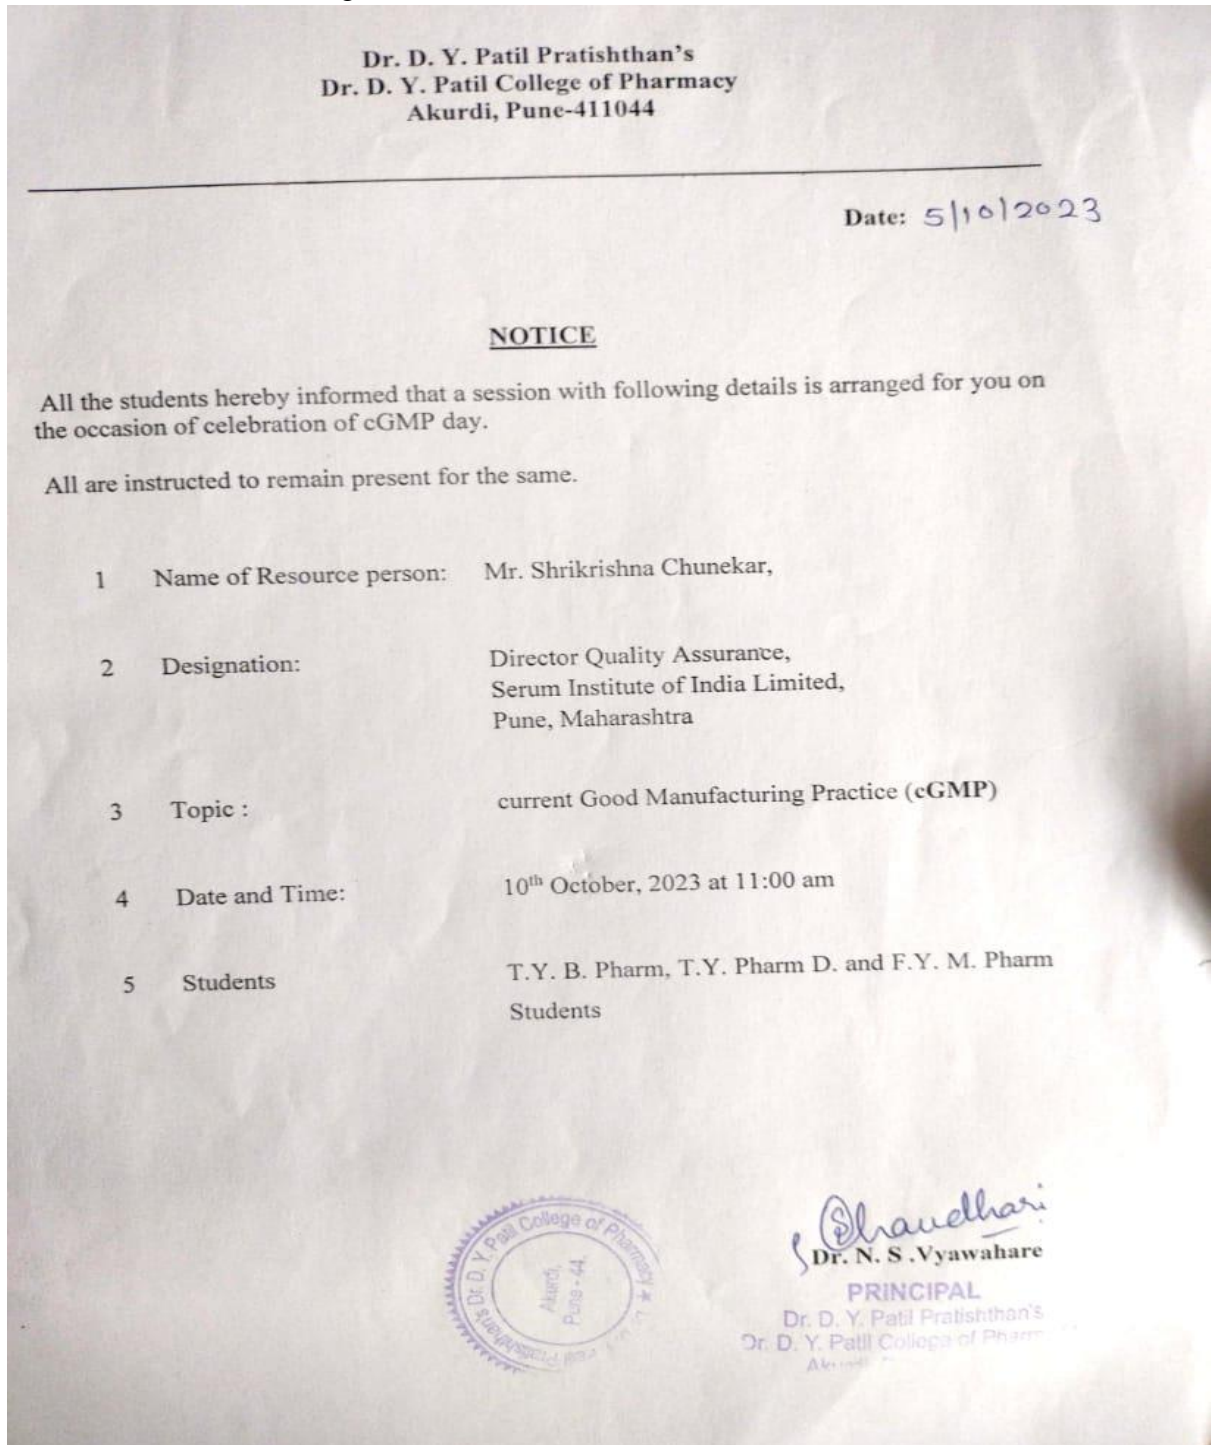 Dr. D. Y. Patil Pratishthan's
Dr. D. Y. Patil College of Pharmacy
Akurdi, Pune-411044
Date: 5/10/2023
NOTICE
All the students hereby informed that a session with following details is arranged for you on
the occasion of celebration of cGMP day.
All are instructed to remain present for the same.
1 Name of Resource person: Mr. Shrikrishna Chunekar,
2 Designation: Director Quality Assurance,
Serum Institute of India Limited,
Pune, Maharashtra
3 Topic : current Good Manufacturing Practice (cGMP)
4 Date and Time: 10th October, 2023 at 11:00 am
5 Students T.Y. B. Pharm, T.Y. Pharm D. and F.Y. M. Pharm
Students
Dr. D. Y. Patil College of Pharmacy
Akurdi,
Pune - 44.
Pratishthan's
Chaudhari
Dr. N. S .Vyawahare
PRINCIPAL
Dr. D. Y. Patil Pratishthan's
Dr. D. Y. Patil College of